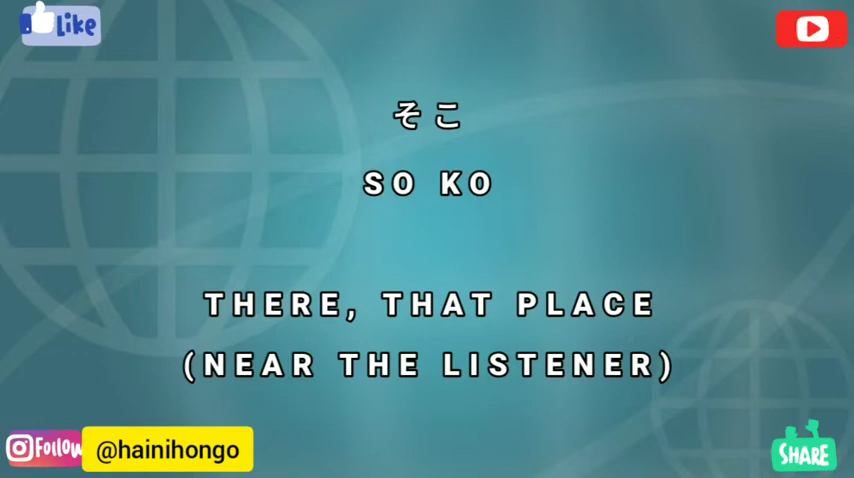 Like
そこ
SO KO
THERE, THAT PLACE
(NEAR THE LISTENER)
Follow
@hainihongo
SHARE